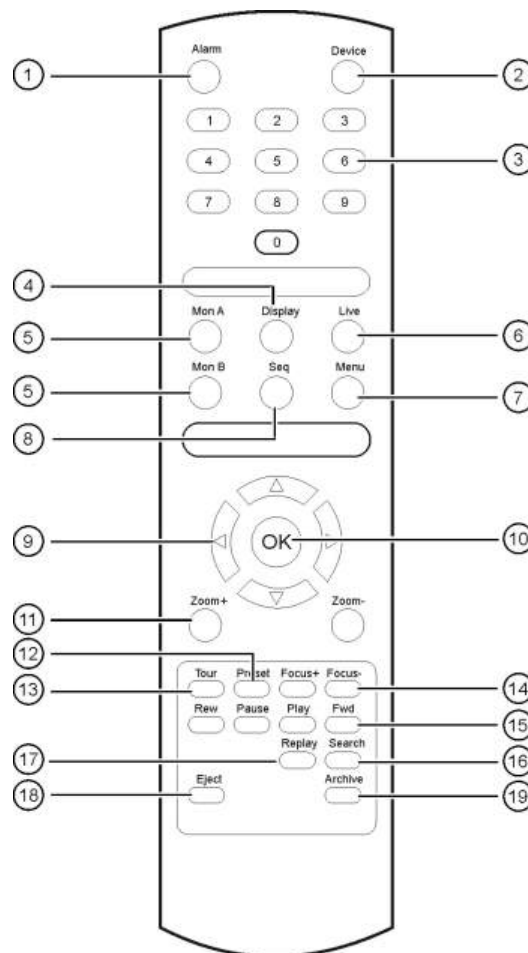 Alarm Device
1 2
1 2 3
4 5 6 3
7 8 9
0
4
Mon A Display Live
5 6
Mon B Seq Menu
5 7
8
9 OK 10
Zoom+ Zoom-
11
12
Tour Preset Focus+ Focus-
13 14
Rew Pause Play Fwd
15
Replay Search
17 16
Eject Archive
18 19